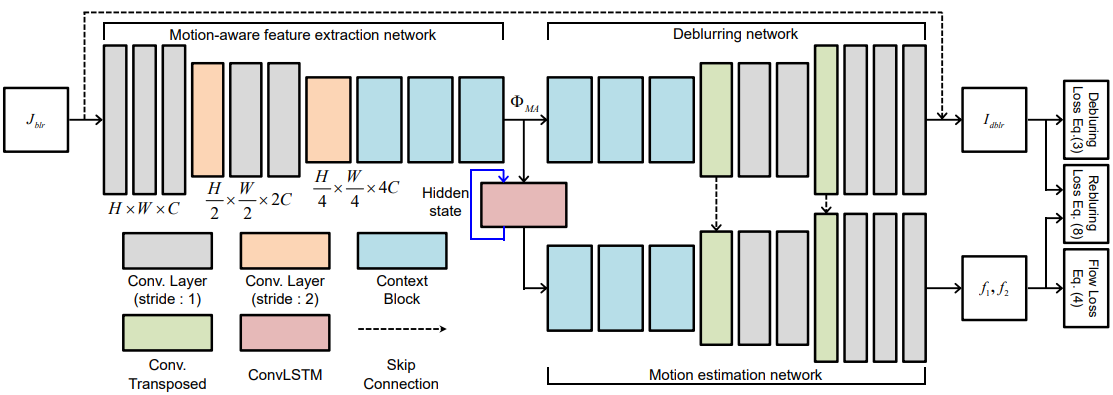 Motion-aware feature extraction network
Deblurring network
J_blr
Φ_MA
I_dblr
Deblurring
Loss Eq.(3)
H×W×C
H/2×W/2×2C
H/4×W/4×4C
Hidden
state
Reblurring
Loss Eq. (8)
Conv. Layer
(stride : 1)
Conv. Layer
(stride : 2)
Context
Block
f_1, f_2
Flow Loss
Eq. (4)
Conv.
Transposed
ConvLSTM
Skip
Connection
Motion estimation network